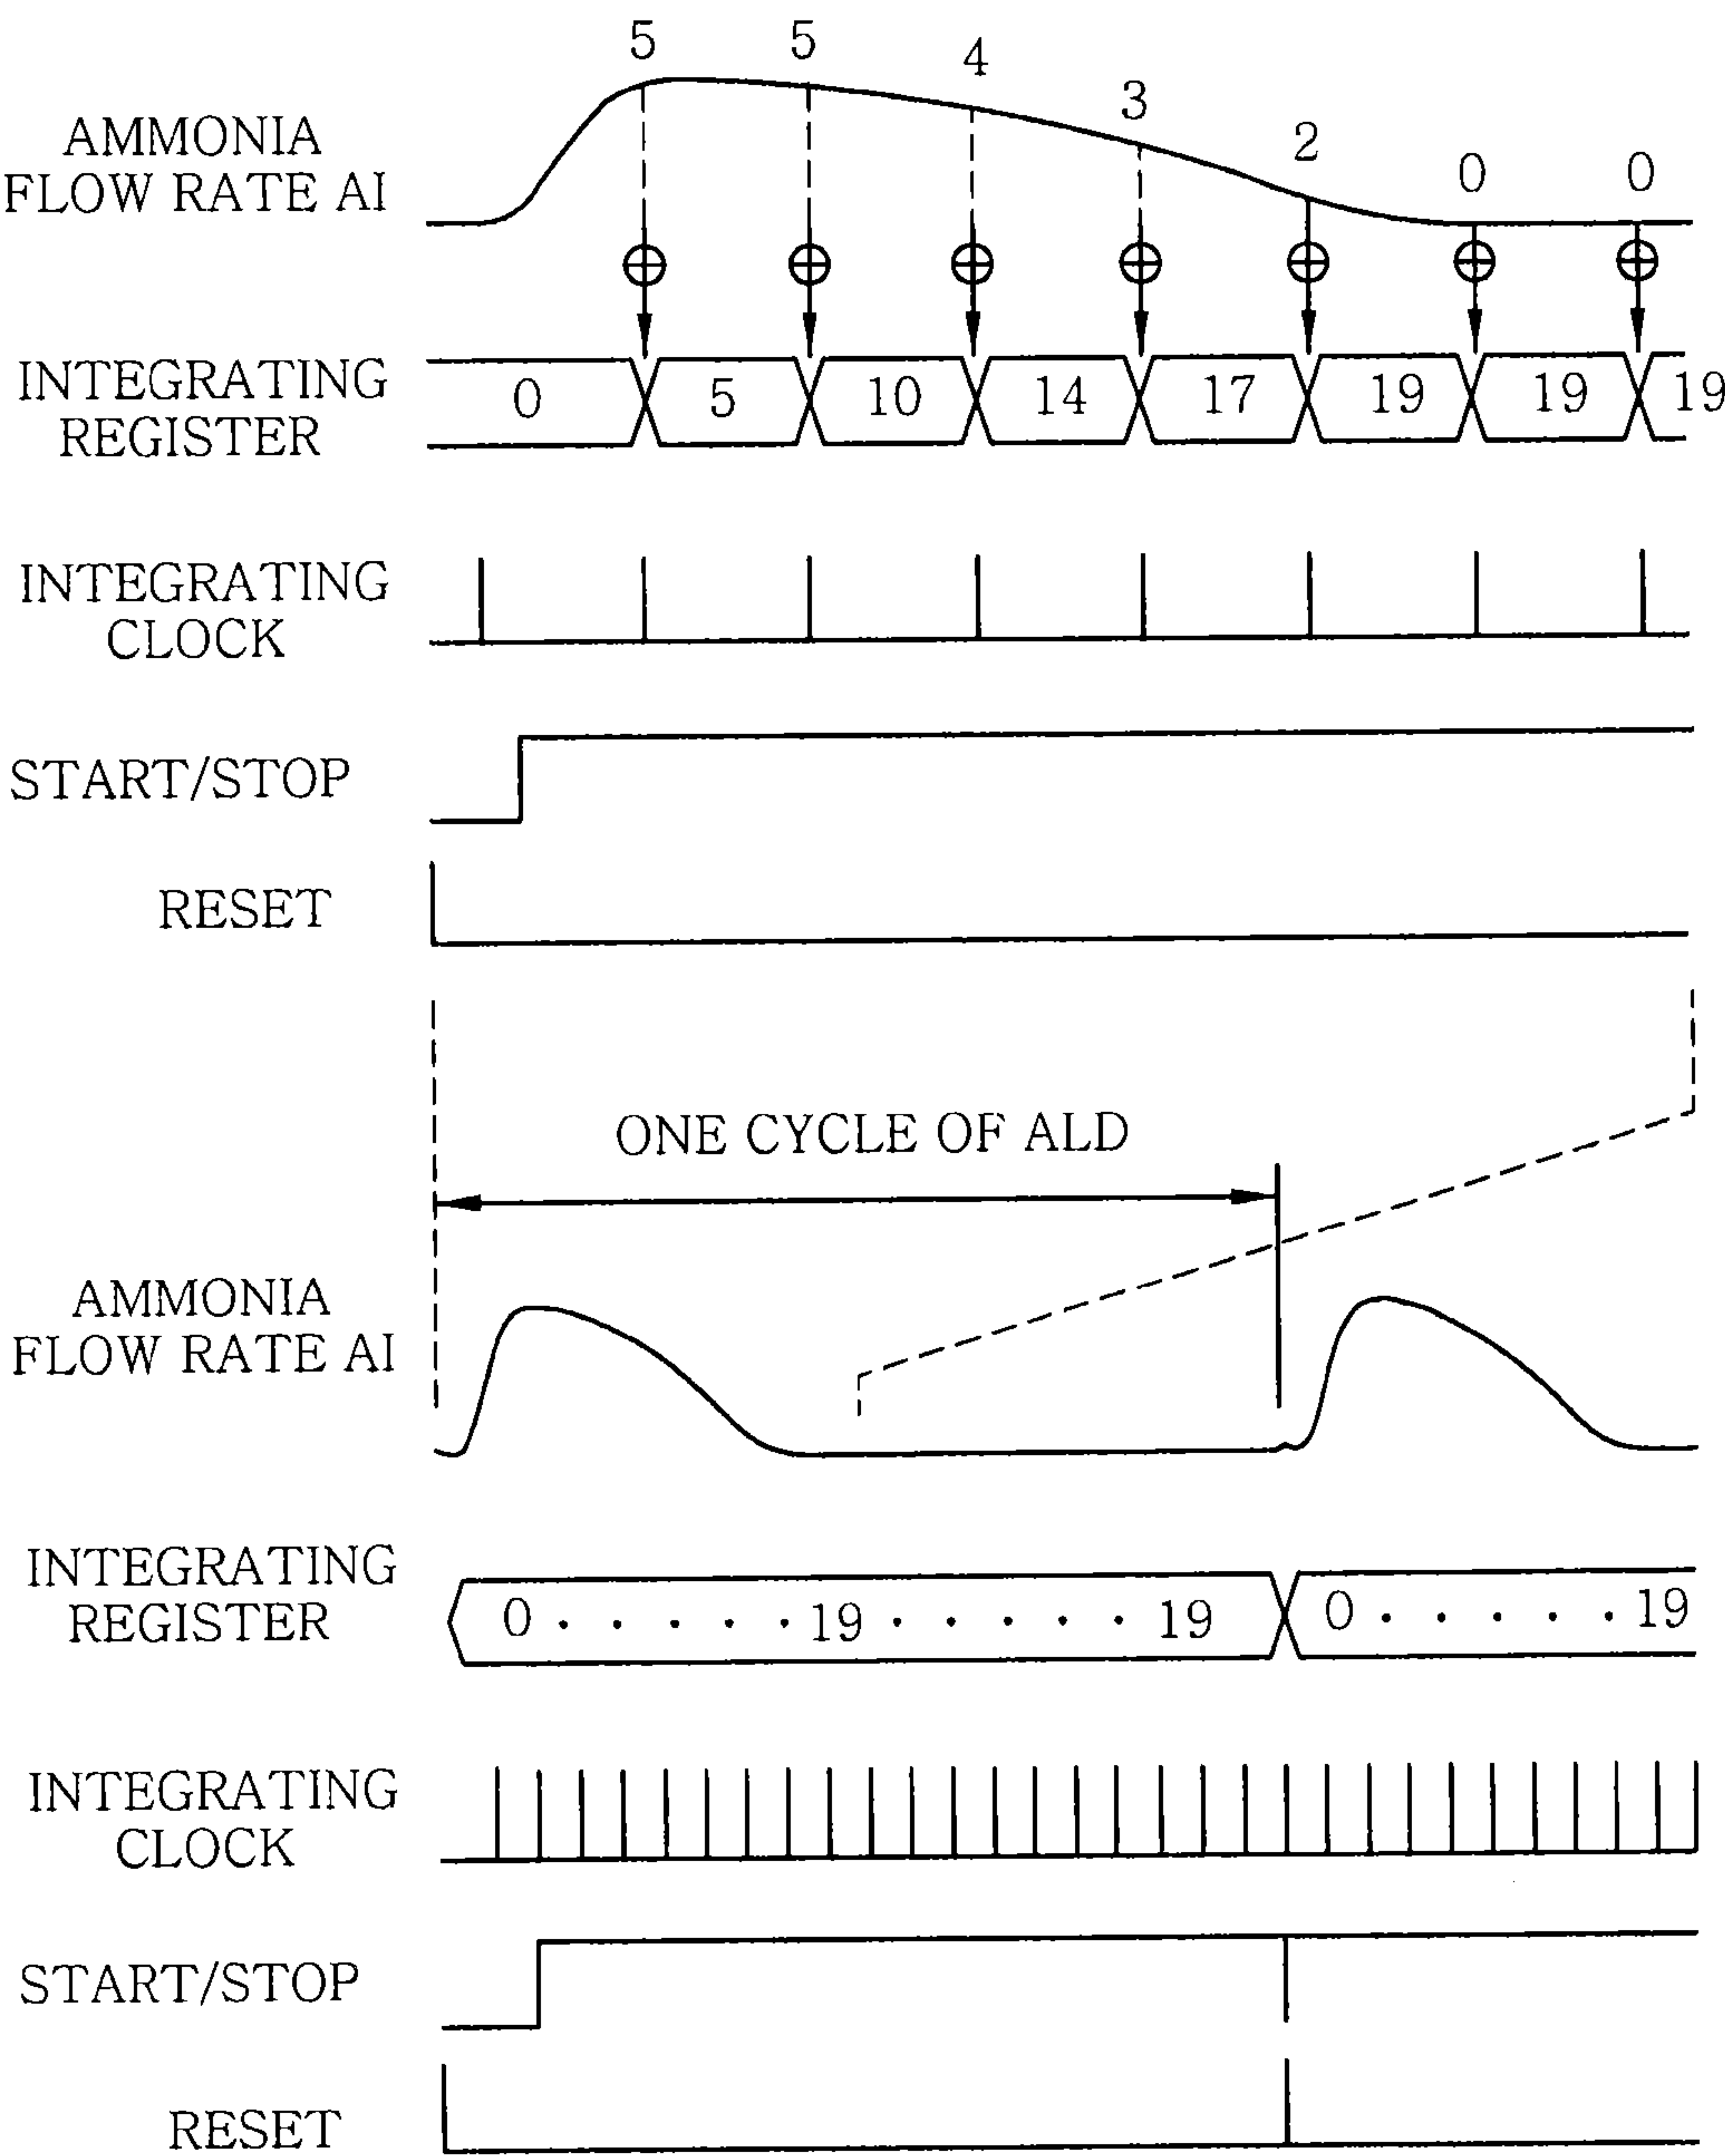 5 5 4 3 2 0 0
AMMONIA
FLOW RATE AI
INTEGRATING
REGISTER
0 5 10 14 17 19 19 19
INTEGRATING
CLOCK
START/STOP
RESET
ONE CYCLE OF ALD
AMMONIA
FLOW RATE AI
INTEGRATING
REGISTER
0 · · · · · 19 · · · · · 19 0 · · · · · 19
INTEGRATING
CLOCK
START/STOP
RESET